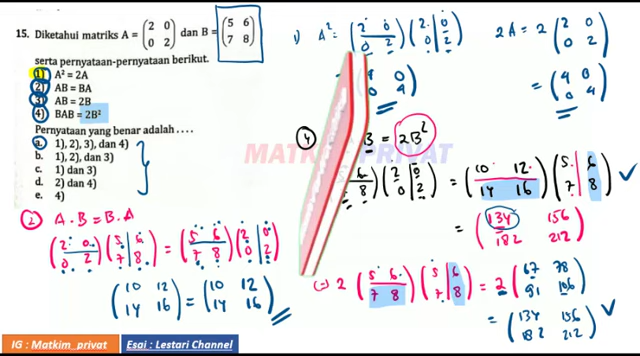 15. Diketahui matriks A = (2 0 0 2) dan B = (5 6 7 8)
serta pernyataan-pernyataan berikut.
1) A² = 2A
2) AB = BA
3) AB = 2B
4) BAB = 2B²
Pernyataan yang benar adalah . . . .
a. 1), 2), 3), dan 4)
b. 1), 2), dan 3)
c. 1) dan 3)
d. 2) dan 4)
e. 4)
1) A² = (2 0 0 2) (2 0 0 2)
0
0 4
2A = 2 (2 0 0 2)
= (4 0 0 4)
4 B = 2B²
6 8 (2 0 0 2) = (10 12 14 16) (5 6 7 8) ✓
= (134 156 182 212)
(-) 2 (5 6 7 8) (5 6 7 8) = 2 (67 78 91 106)
= (134 156 182 212) ✓
2 A . B = B . A
(2 0 0 2) (5 6 7 8) = (5 6 7 8) (2 0 0 2)
(10 12 14 16) = (10 12 14 16)
IG : Matkim_privat
Esai : Lestari Channel